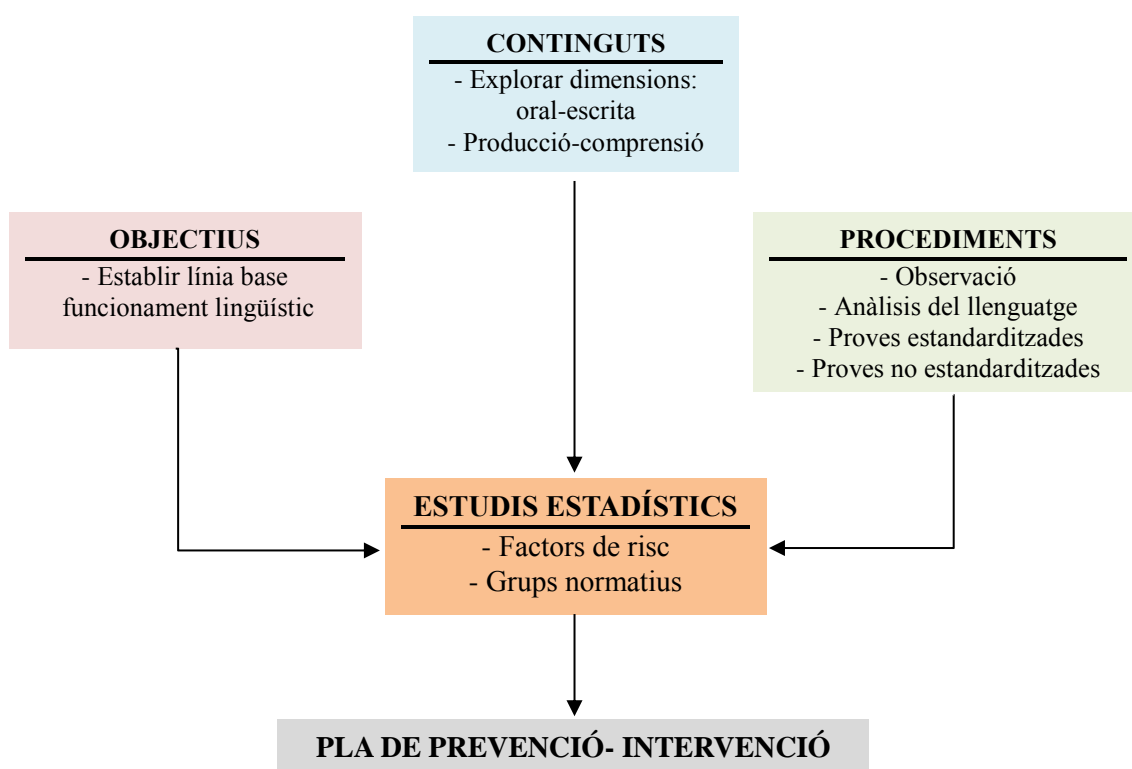 CONTINGUTS
- Explorar dimensions:
oral-escrita
- Producció-comprensió
OBJECTIUS
- Establir línia base
funcionament lingüístic
PROCEDIMENTS
- Observació
- Anàlisis del llenguatge
- Proves estandarditzades
- Proves no estandarditzades
ESTUDIS ESTADÍSTICS
- Factors de risc
- Grups normatius
PLA DE PREVENCIÓ- INTERVENCIÓ